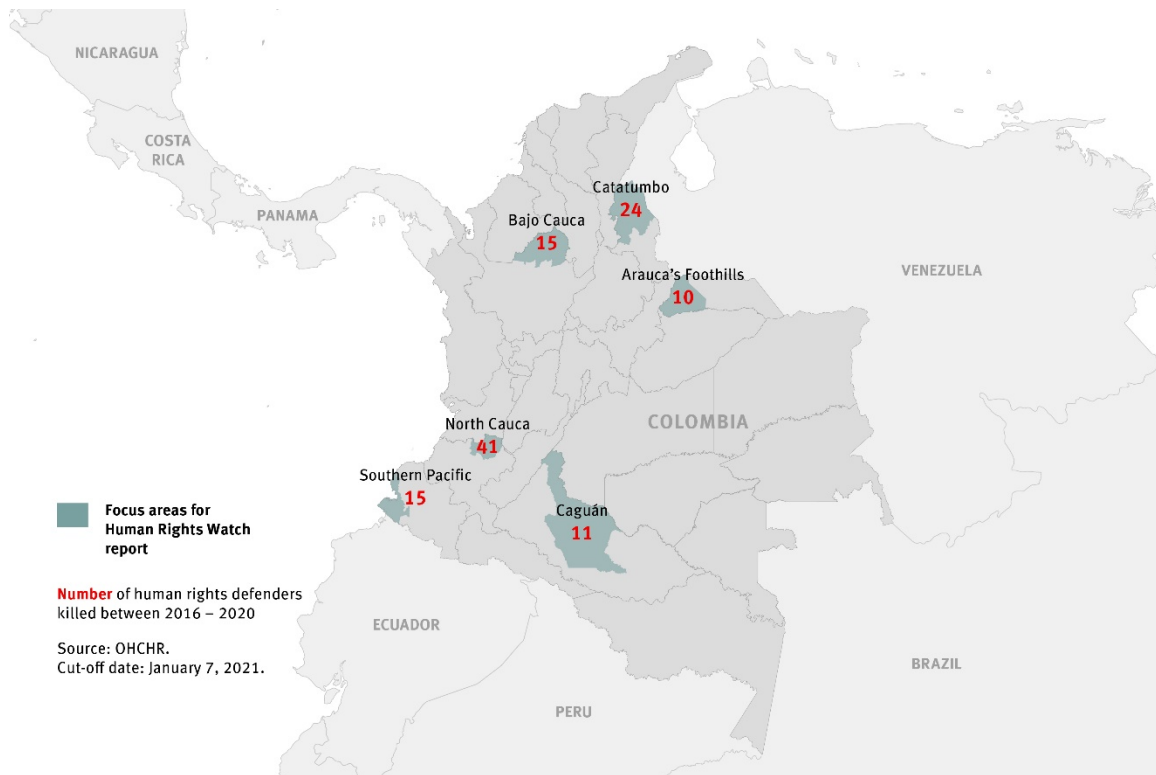 NICARAGUA
COSTA
RICA
PANAMA
VENEZUELA
COLOMBIA
ECUADOR
PERU
BRAZIL
Catatumbo
24
Bajo Cauca
15
Arauca's Foothills
10
North Cauca
41
Southern Pacific
15
Caguán
11
Focus areas for
Human Rights Watch
report
Number of human rights defenders
killed between 2016 – 2020
Source: OHCHR.
Cut-off date: January 7, 2021.